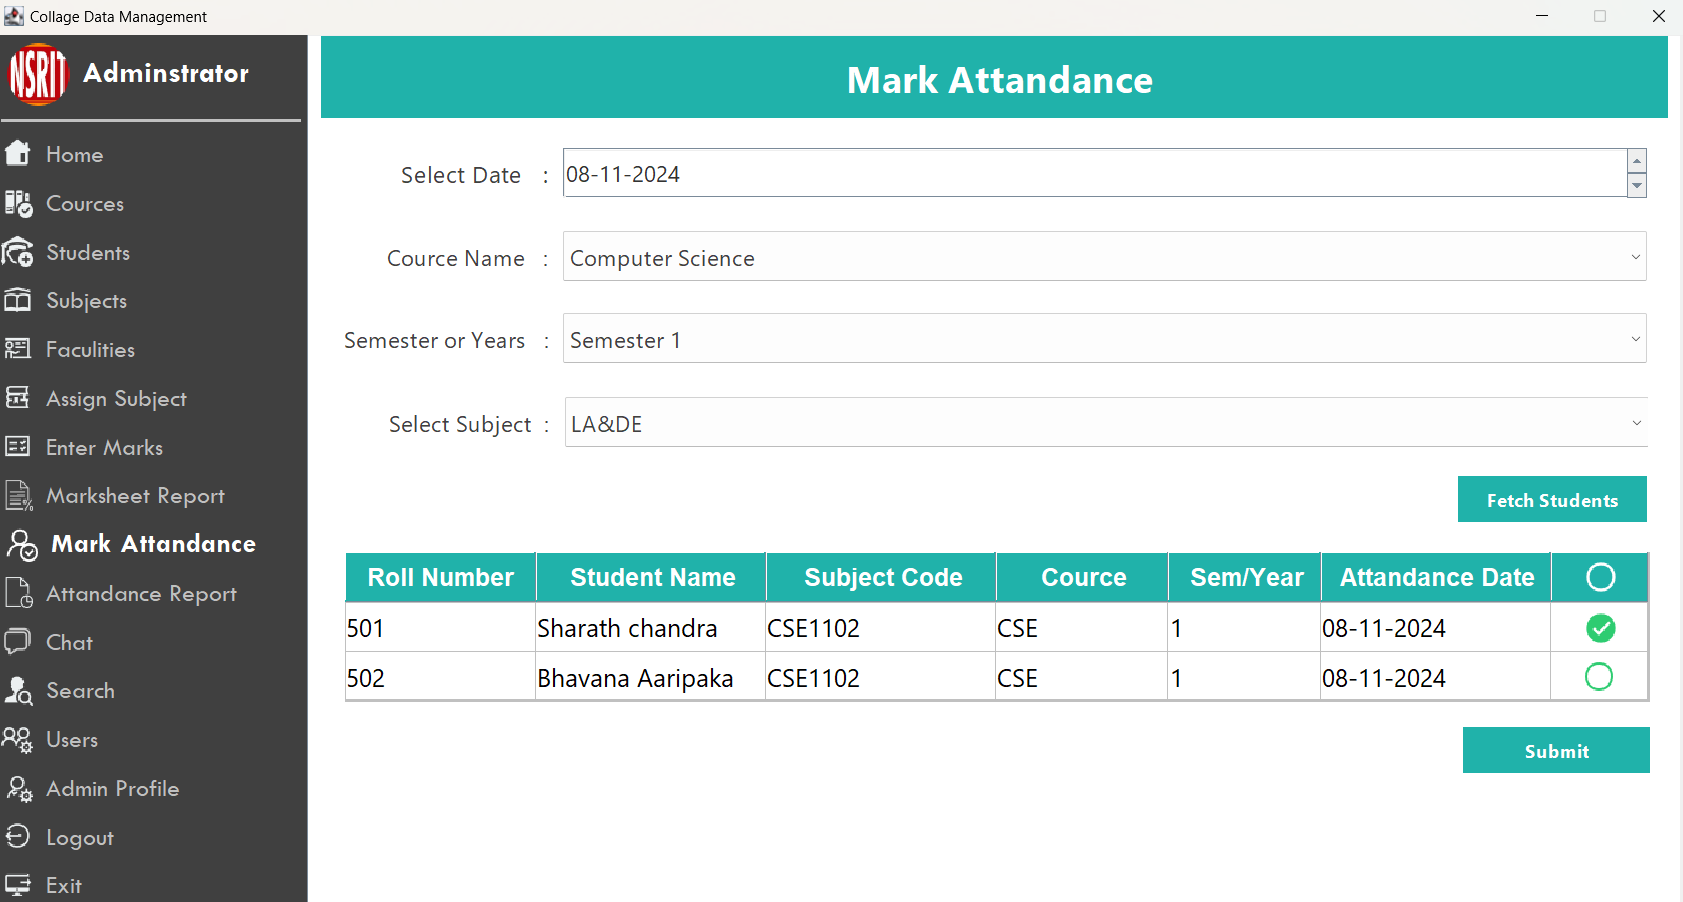 Collage Data Management
NSRIT
Adminstrator
Home
Cources
Students
Subjects
Faculities
Assign Subject
Enter Marks
Marksheet Report
Mark Attandance
Attandance Report
Chat
Search
Users
Admin Profile
Logout
Exit
Mark Attandance
Select Date : 08-11-2024
Cource Name : Computer Science
Semester or Years : Semester 1
Select Subject : LA&DE
Fetch Students
Roll Number Student Name Subject Code Cource Sem/Year Attandance Date
501 Sharath chandra CSE1102 CSE 1 08-11-2024
502 Bhavana Aaripaka CSE1102 CSE 1 08-11-2024
Submit